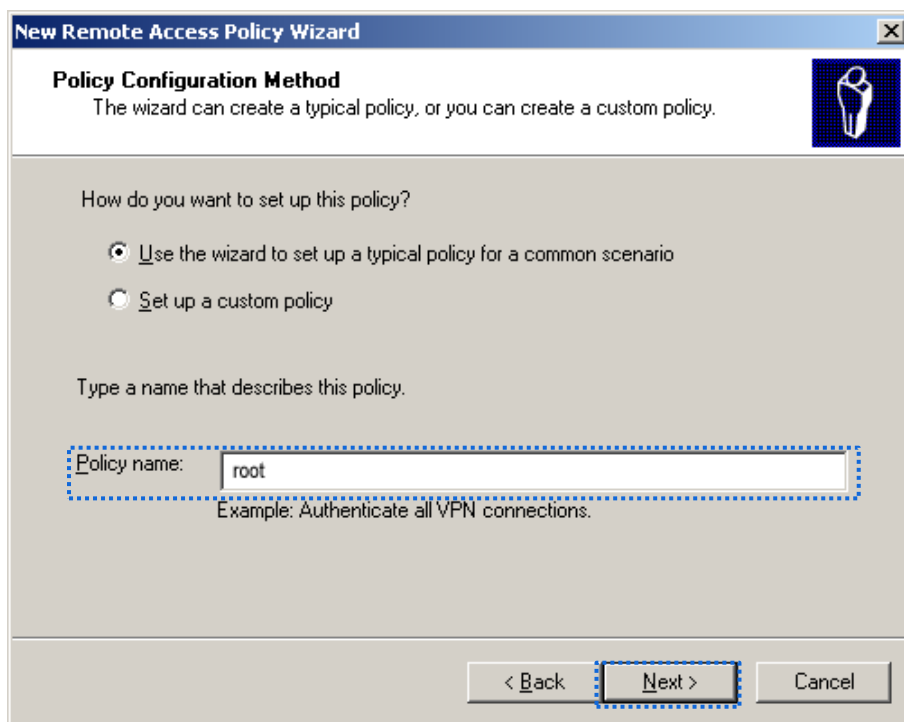 New Remote Access Policy Wizard
Policy Configuration Method
The wizard can create a typical policy, or you can create a custom policy.
How do you want to set up this policy?
Use the wizard to set up a typical policy for a common scenario
Set up a custom policy
Type a name that describes this policy.
Policy name: root
Example: Authenticate all VPN connections.
< Back Next > Cancel